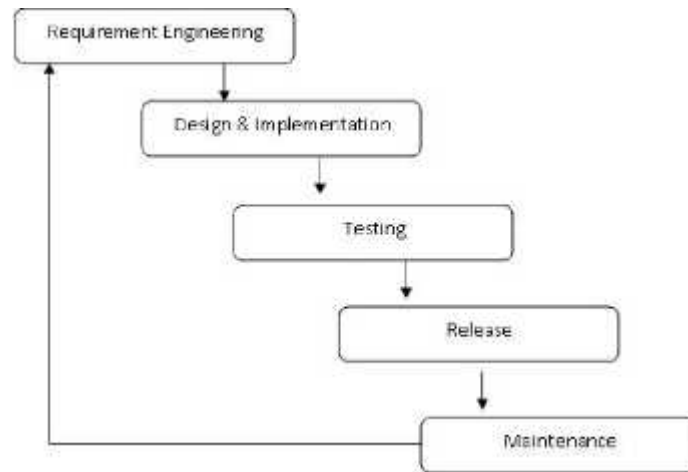 Requirement Engineering
Design & Implementation
Testing
Release
Maintenance